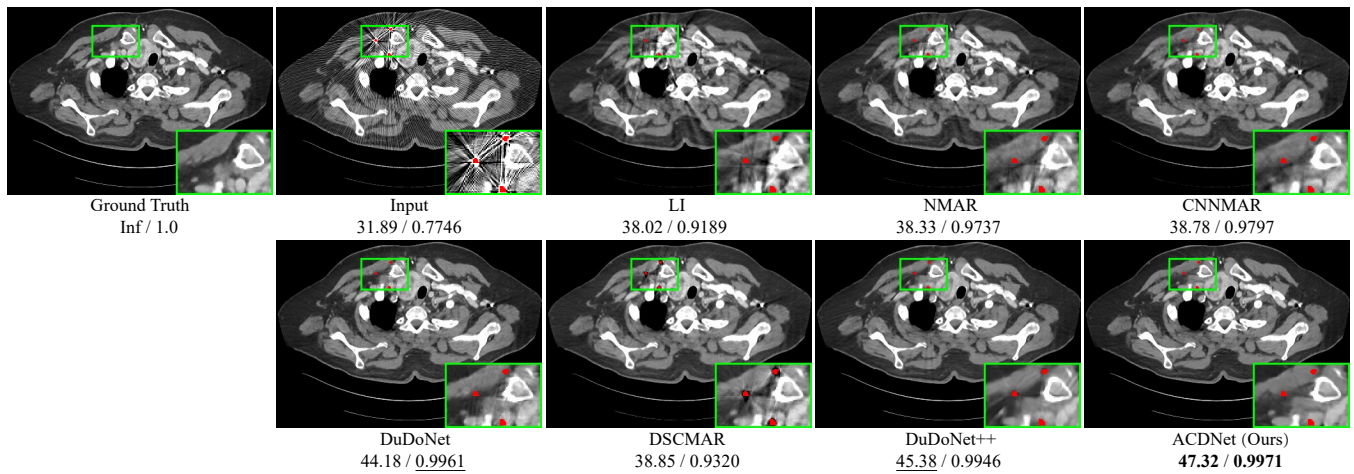 Ground Truth
Inf / 1.0
Input
31.89 / 0.7746
LI
38.02 / 0.9189
NMAR
38.33 / 0.9737
CNNMAR
38.78 / 0.9797
DuDoNet
44.18 / 0.9961
DSCMAR
38.85 / 0.9320
DuDoNet++
45.38 / 0.9946
ACDNet (Ours)
47.32 / 0.9971